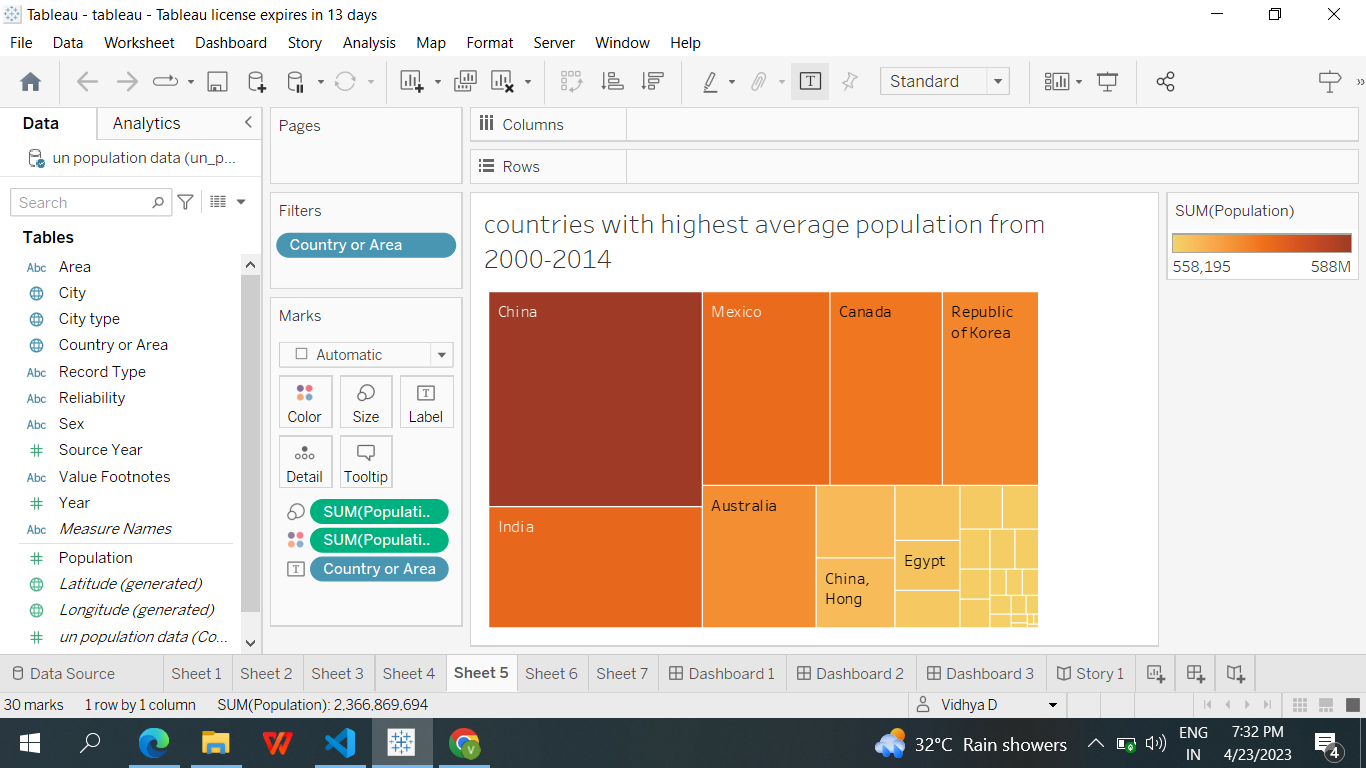 Tableau - tableau - Tableau license expires in 13 days
File Data Worksheet Dashboard Story Analysis Map Format Server Window Help
Standard
Data Analytics
un population data (un_p...
Search
Tables
Abc Area
City
City type
Country or Area
Abc Record Type
Abc Reliability
Abc Sex
Source Year
Abc Value Footnotes
Year
Abc Measure Names
Population
Latitude (generated)
Longitude (generated)
un population data (Co...
Pages
Filters
Country or Area
Marks
Automatic
Color Size Label
Detail Tooltip
SUM(Populati..
SUM(Populati..
Country or Area
Columns
Rows
countries with highest average population from
2000-2014
China
Mexico
Canada
Republic
of Korea
India
Australia
China,
Hong
Egypt
SUM(Population)
558,195 588M
Data Source Sheet 1 Sheet 2 Sheet 3 Sheet 4 Sheet 5 Sheet 6 Sheet 7 Dashboard 1 Dashboard 2 Dashboard 3 Story 1
30 marks 1 row by 1 column SUM(Population): 2,366,869,694 Vidhya D
32°C Rain showers
ENG
IN
7:32 PM
4/23/2023
4